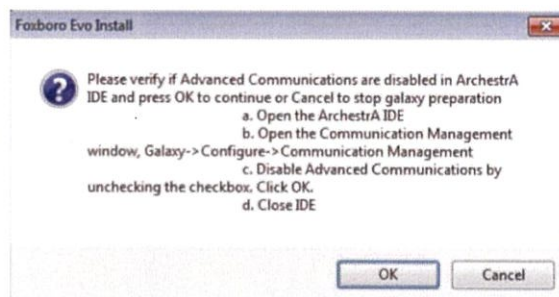 Foxboro Evo Install
Please verify if Advanced Communications are disabled in ArchestrA
IDE and press OK to continue or Cancel to stop galaxy preparation
a. Open the ArchestrA IDE
b. Open the Communication Management
window, Galaxy->Configure->Communication Management
c. Disable Advanced Communications by
unchecking the checkbox. Click OK.
d. Close IDE
OK
Cancel